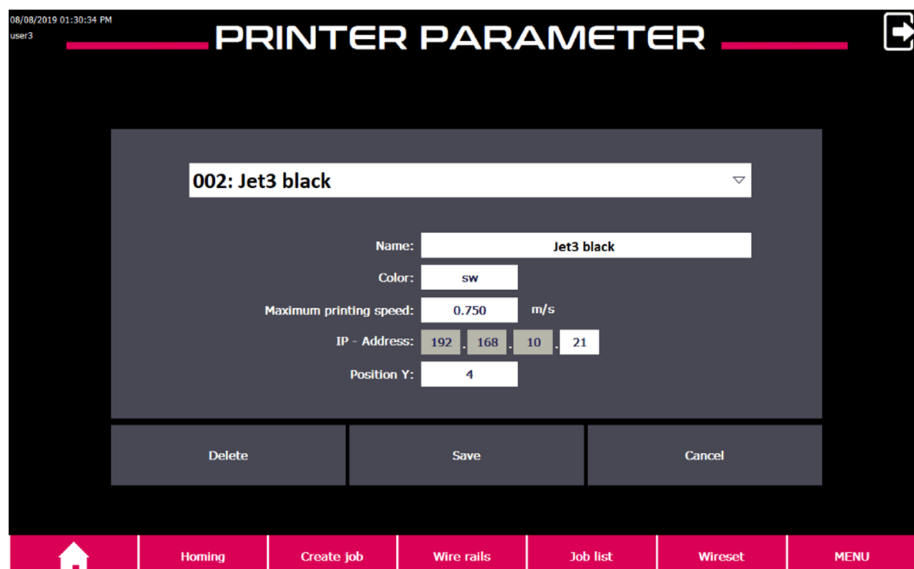 08/08/2019 01:30:34 PM
user3
PRINTER PARAMETER
002: Jet3 black
Name: Jet3 black
Color: sw
Maximum printing speed: 0.750 m/s
IP - Address: 192 . 168 . 10 . 21
Position Y: 4
Delete Save Cancel
Homing Create job Wire rails Job list Wireset MENU